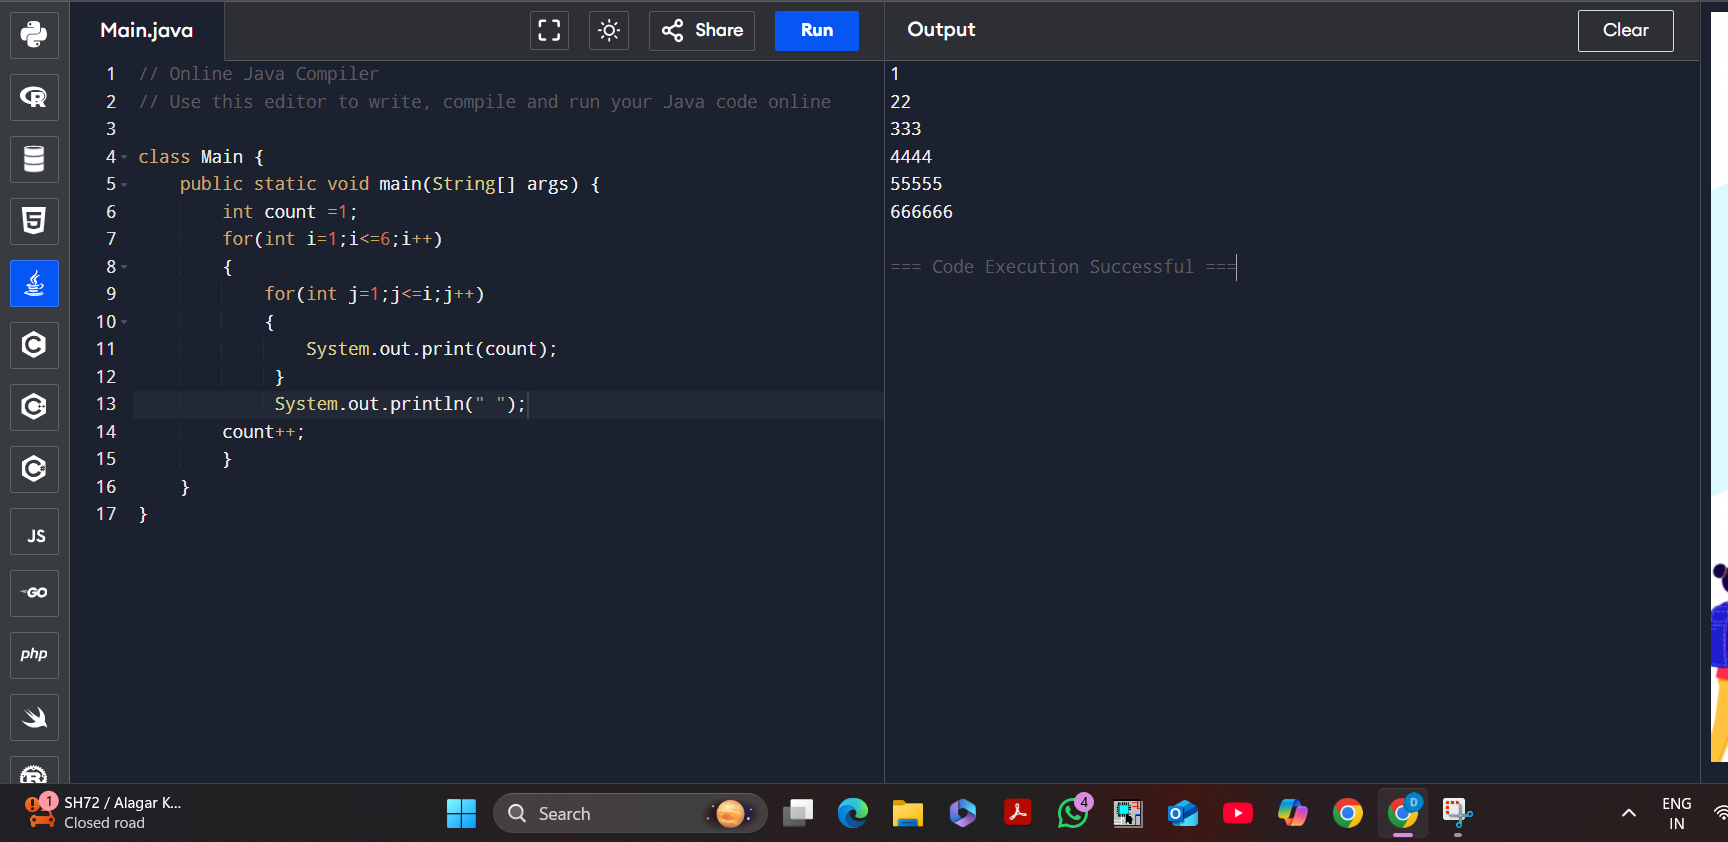 Main.java
Share
Run
Output
Clear
1 // Online Java Compiler
2 // Use this editor to write, compile and run your Java code online
3
4 class Main {
5 public static void main(String[] args) {
6 int count =1;
7 for(int i=1;i<=6;i++)
8 {
9 for(int j=1;j<=i;j++)
10 {
11 System.out.print(count);
12 }
13 System.out.println(" ");
14 count++;
15 }
16 }
17 }
1
22
333
4444
55555
666666
=== Code Execution Successful ===
R
5
C
C
C
JS
GO
php
R
1
SH72 / Alagar K...
Closed road
Search
4
D
ENG
IN